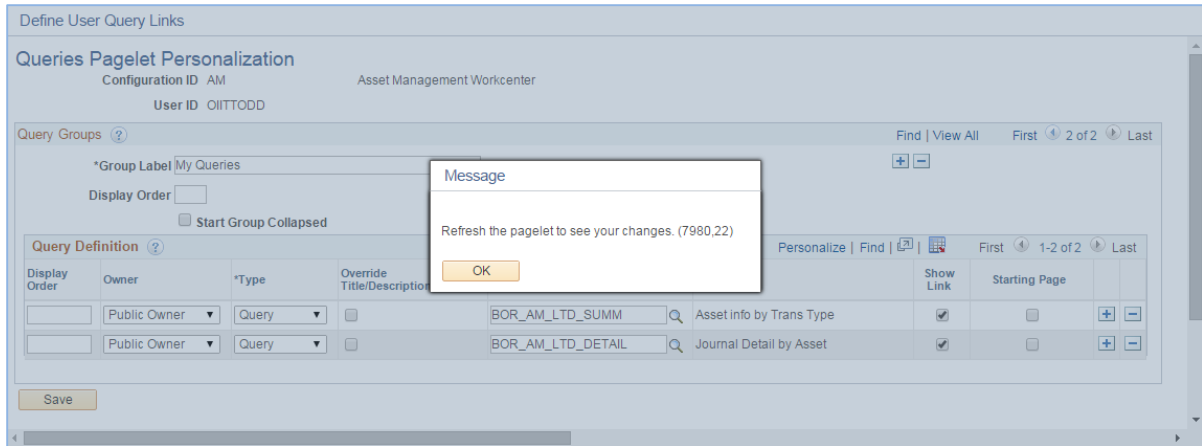 Define User Query Links
Queries Pagelet Personalization
Configuration ID AM Asset Management Workcenter
User ID OIITTODD
Query Groups ? Find | View All First 2 of 2 Last
*Group Label My Queries
Display Order
Start Group Collapsed
Message
Refresh the pagelet to see your changes. (7980,22)
OK
Query Definition ? Personalize | Find | First 1-2 of 2 Last
Display Order Owner *Type Override Title/Description Show Link Starting Page
Public Owner Query BOR_AM_LTD_SUMM Asset info by Trans Type
Public Owner Query BOR_AM_LTD_DETAIL Journal Detail by Asset
Save